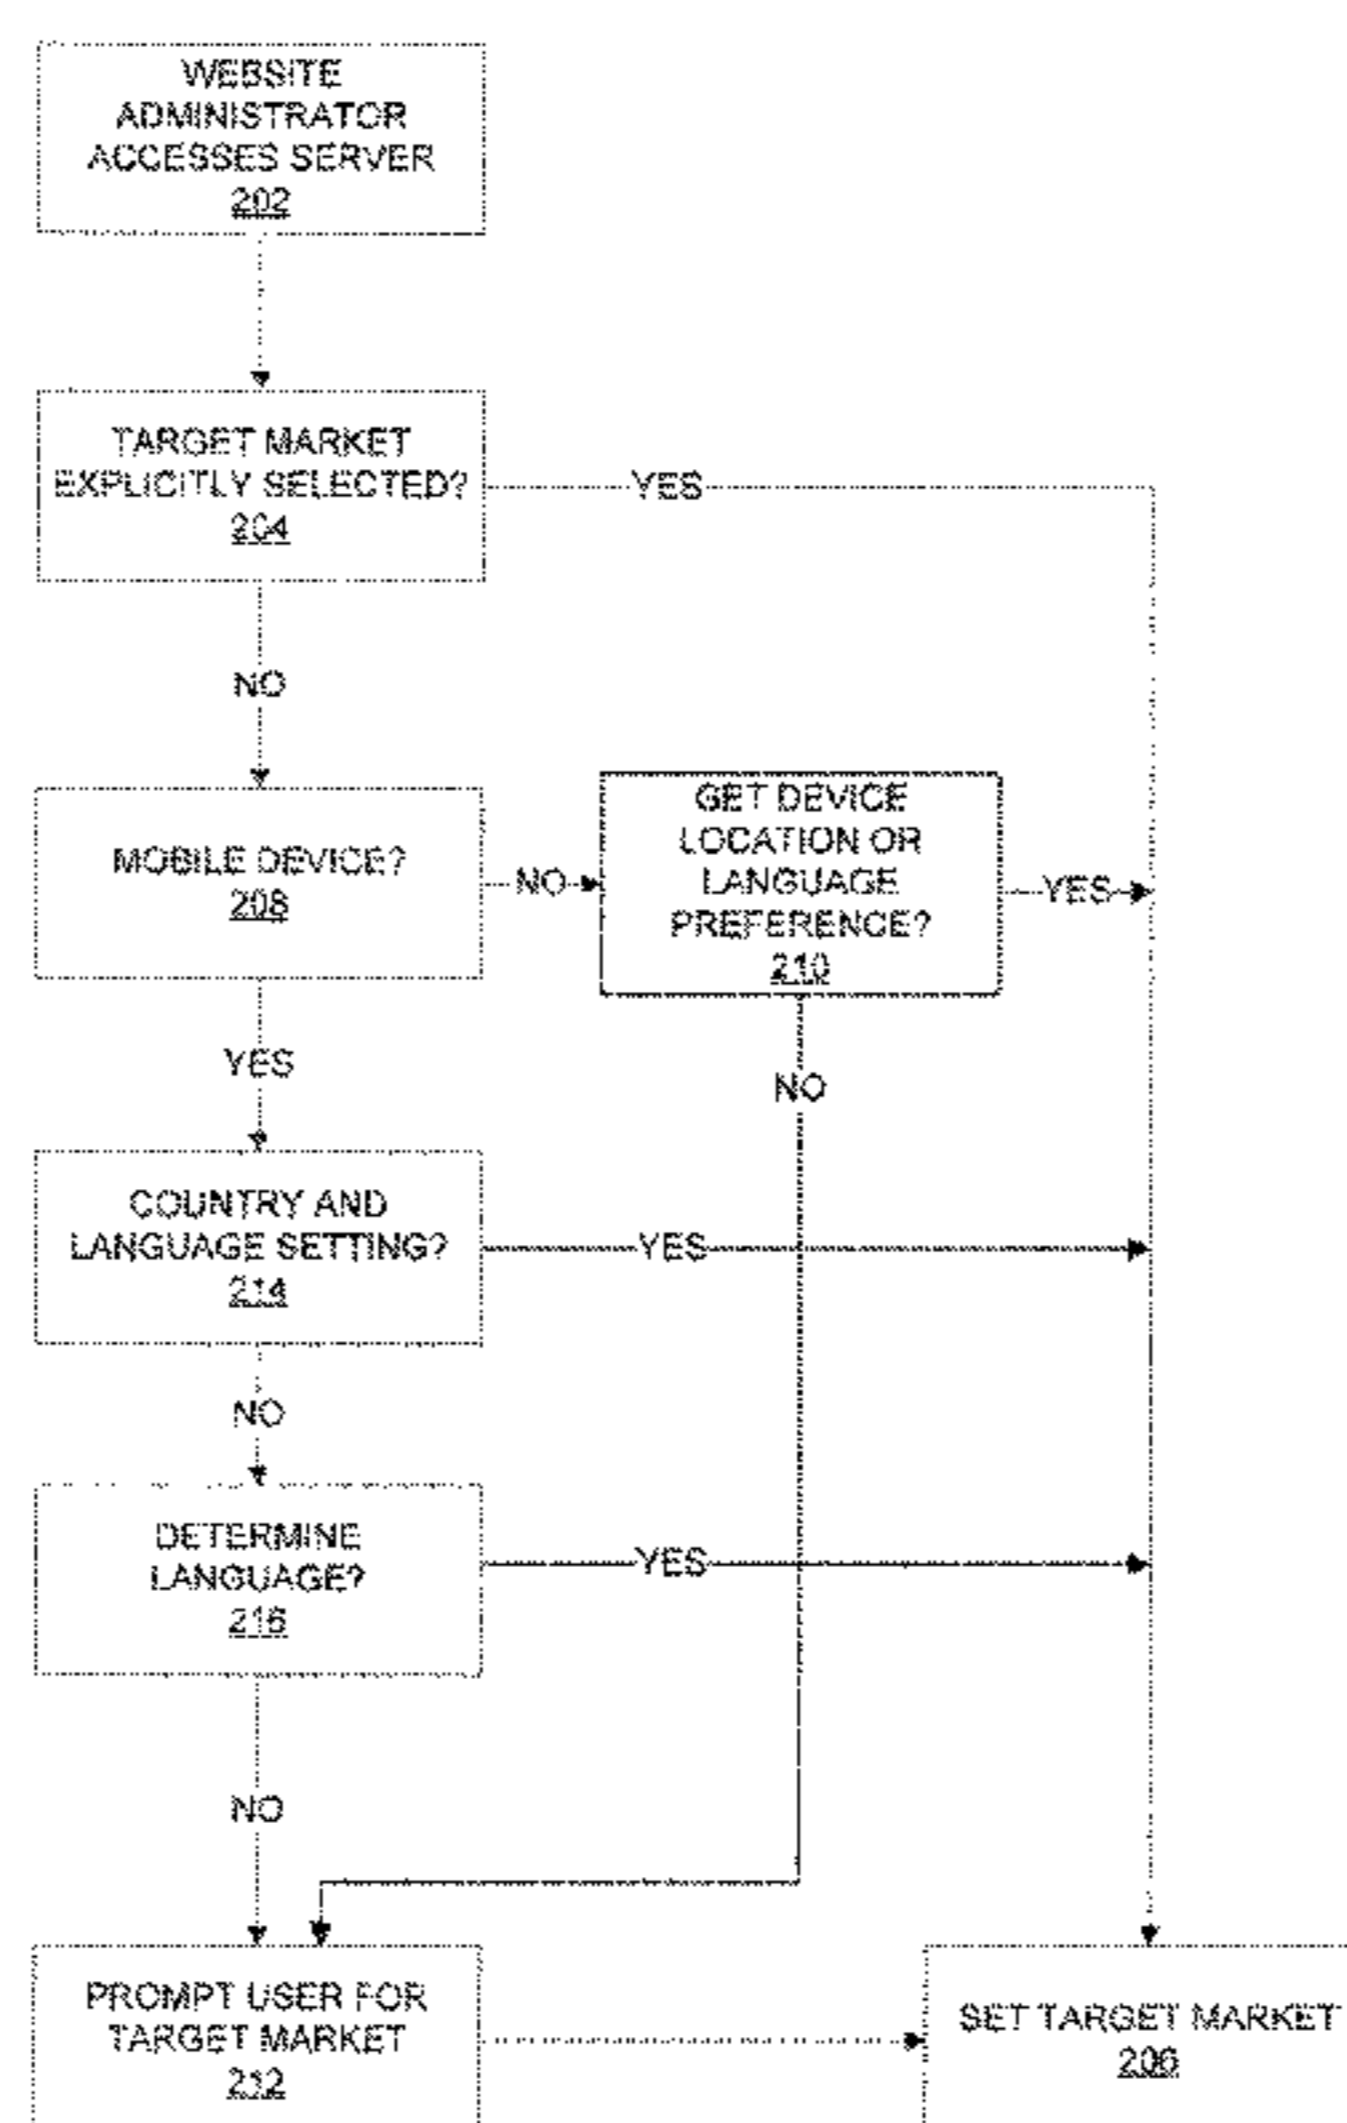 WEBSITE
ADMINISTRATOR
ACCESSES SERVER
202
TARGET MARKET
EXPLICITLY SELECTED?
204
YES
NO
MOBILE DEVICE?
208
NO
GET DEVICE
LOCATION OR
LANGUAGE
PREFERENCE?
210
YES
YES
NO
COUNTRY AND
LANGUAGE SETTING?
214
YES
NO
DETERMINE
LANGUAGE?
216
YES
NO
PROMPT USER FOR
TARGET MARKET
212
SET TARGET MARKET
206